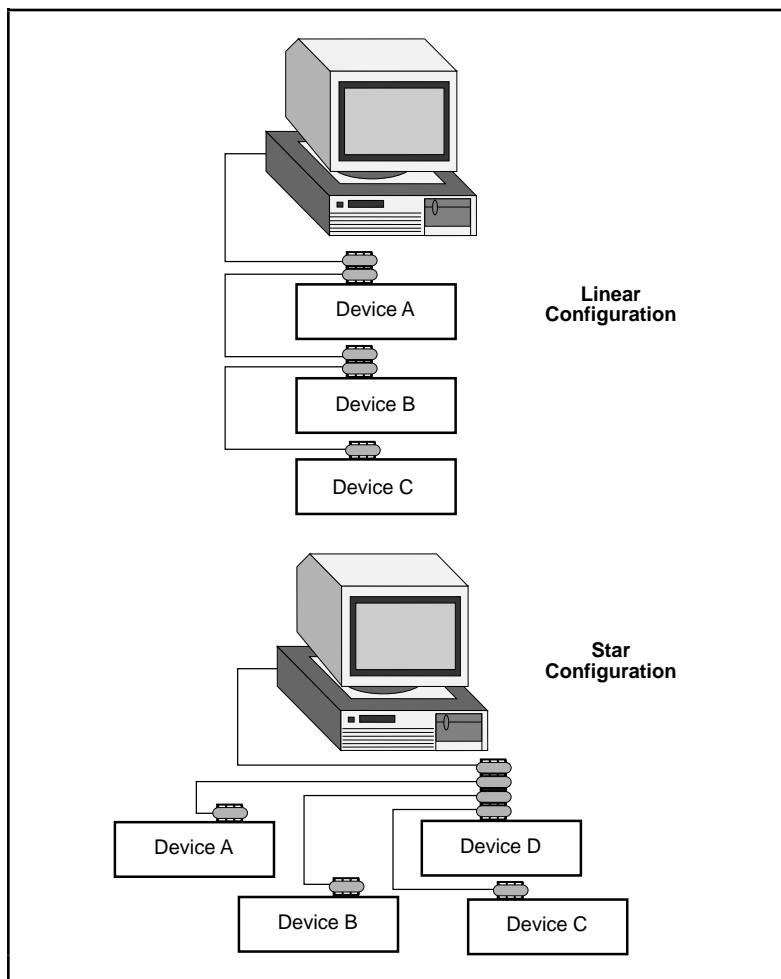 Device A
Linear
Configuration
Device B
Device C
Star
Configuration
Device A
Device D
Device B
Device C